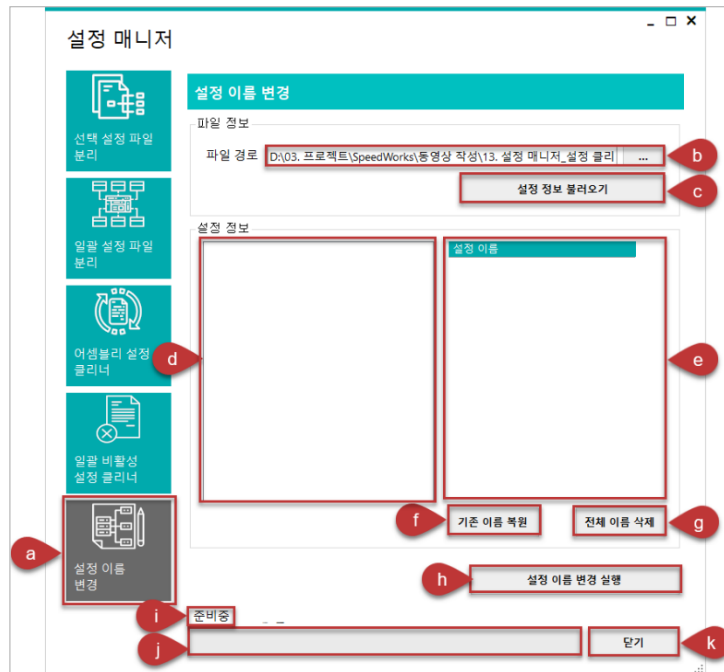 설정 매니저
선택 설정 파일
분리
일괄 설정 파일
분리
어셈블리 설정
클리너
일괄 비활성
설정 클리너
설정 이름
변경
설정 이름 변경
파일 정보
파일 경로 D:\03. 프로젝트\SpeedWorks\동영상 작성\13. 설정 매니저_설정 클리 ...
설정 정보 불러오기
설정 정보
설정 이름
기존 이름 복원 전체 이름 삭제
설정 이름 변경 실행
준비중
닫기
a
b
c
d
e
f
g
h
i
j
k